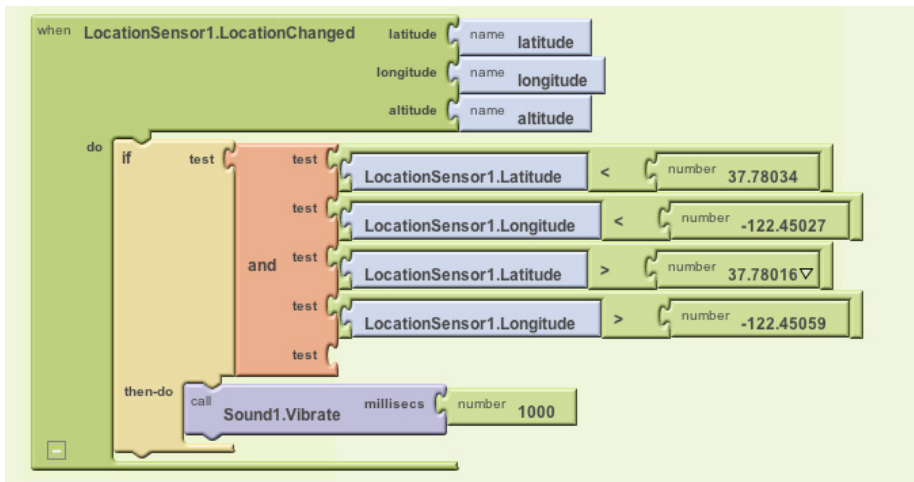 when LocationSensor1.LocationChanged latitude name latitude
longitude name longitude
altitude name altitude
do if test and test LocationSensor1.Latitude < number 37.78034
test LocationSensor1.Longitude < number -122.45027
test LocationSensor1.Latitude > number 37.78016
test LocationSensor1.Longitude > number -122.45059
test
then-do call Sound1.Vibrate millisecs number 1000